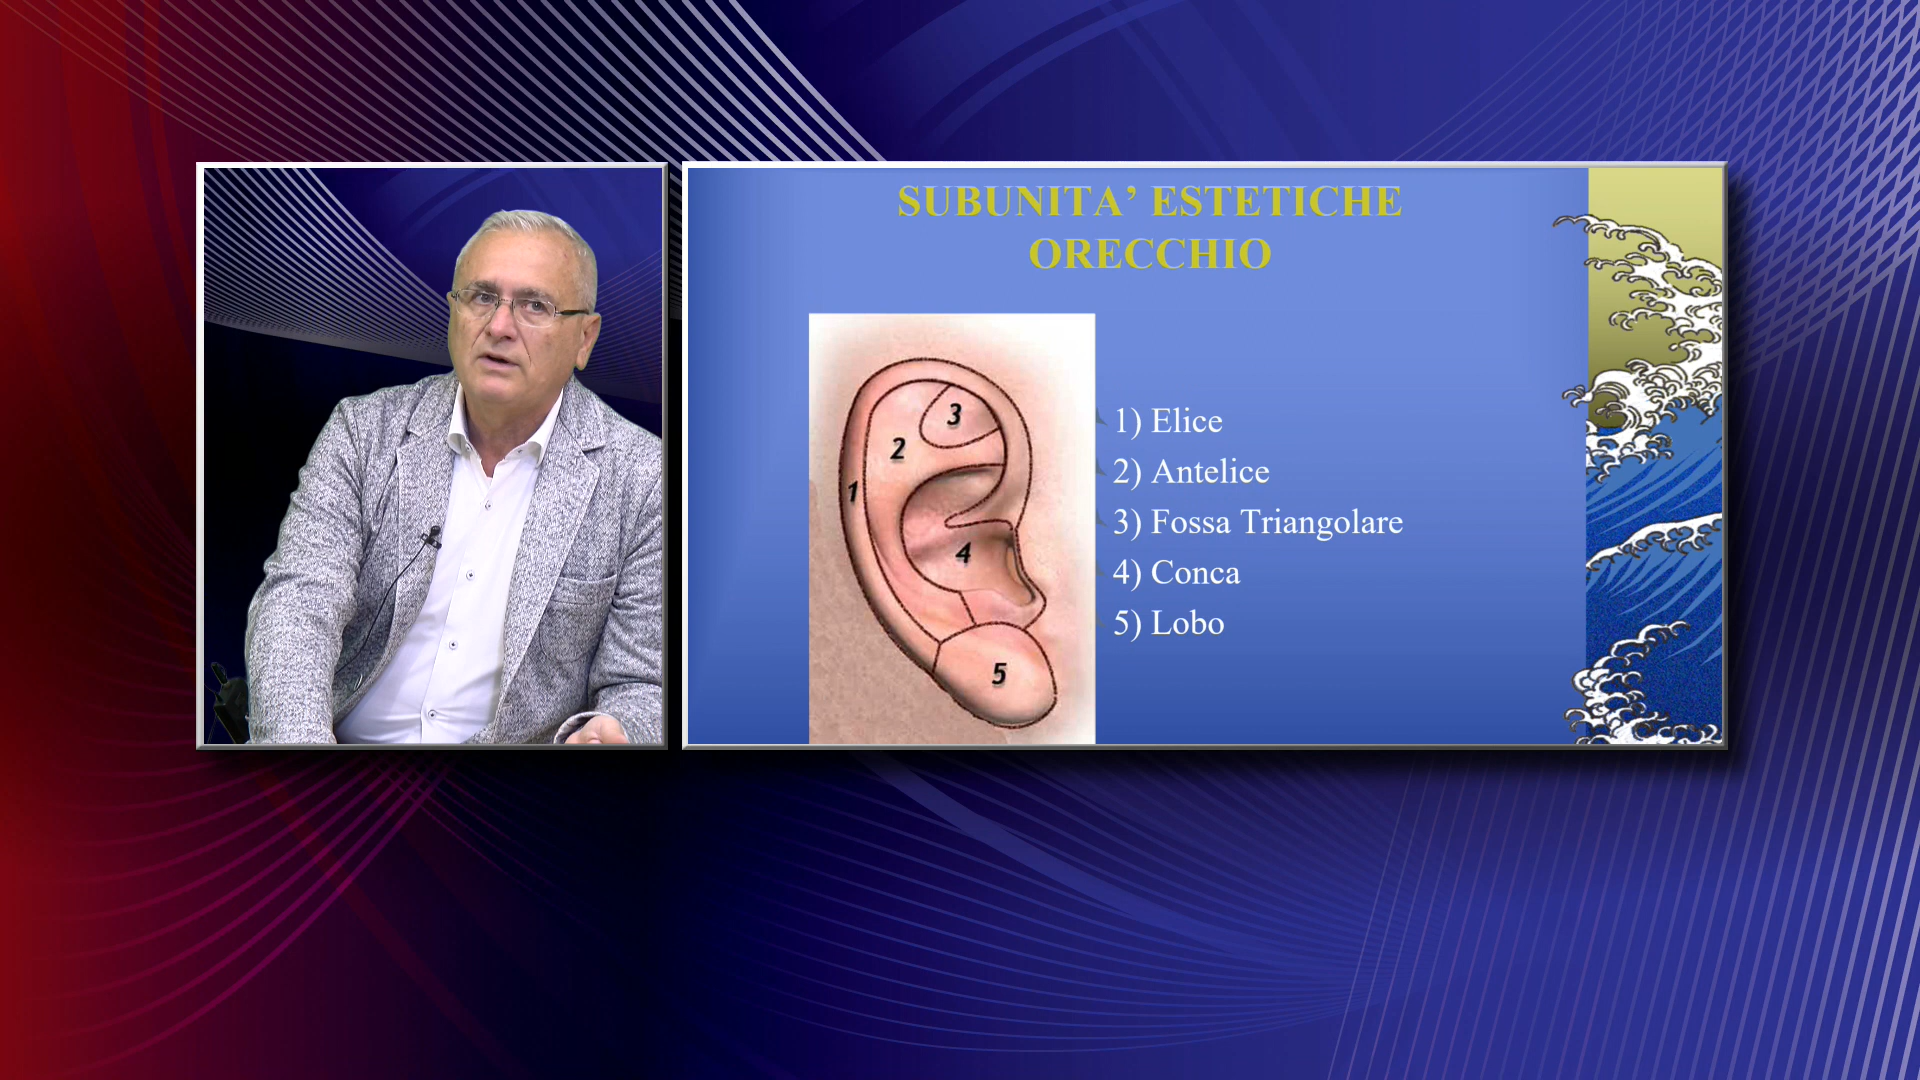 SUBUNITA’ ESTETICHE
ORECCHIO
1) Elice
2) Antelice
3) Fossa Triangolare
4) Conca
5) Lobo
3
2
1
4
5